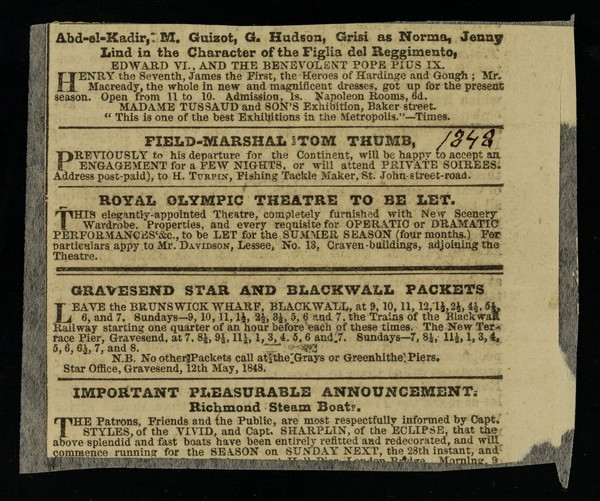 Abd-el-Kadir, M. Guizot, G. Hudson, Grisi as Norma, Jenny
Lind in the Character of the Figlia del Reggimento,
EDWARD VI., AND THE BENEVOLENT POPE PIUS IX.
HENRY the Seventh, James the First, the Heroes of Hardinge and Gough; Mr.
Macready, the whole in new and magnificent dresses, got up for the present
season. Open from 11 to 10. Admission, 1s. Napoleon Rooms, 6d.
MADAME TUSSAUD and SON'S Exhibition, Baker street.
"This is one of the best Exhibitions in the Metropolis."—Times.
FIELD-MARSHAL TOM THUMB,
1848
PREVIOUSLY to his departure for the Continent, will be happy to accept an
ENGAGEMENT for a FEW NIGHTS, or will attend PRIVATE SOIREES.
Address post-paid), to H. TURPIN, Fishing Tackle Maker, St. John-street-road.
ROYAL OLYMPIC THEATRE TO BE LET.
THIS elegantly-appointed Theatre, completely furnished with New Scenery
Wardrobe, Properties, and every requisite for OPERATIC or DRAMATIC
PERFORMANCES &c., to be LET for the SUMMER SEASON (four months.) For
particulars appy to Mr. DAVIDSON, Lessee, No. 13, Craven-buildings, adjoining the
Theatre.
GRAVESEND STAR AND BLACKWALL PACKETS
LEAVE the BRUNSWICK WHARF, BLACKWALL, at 9, 10, 11, 12, 1½, 2½, 4½, 5½,
6, and 7. Sundays—9, 10, 11, 1½, 2½, 3½, 5, 6 and 7, the Trains of the Blackwall
Railway starting one quarter of an hour before each of these times. The New Ter-
race Pier, Gravesend, at 7, 8½, 9½, 11½, 1, 3, 4, 5, 6 and 7. Sundays—7, 8½, 11½, 1, 3, 4,
5, 6, 6½, 7, and 8.
N.B. No other Packets call at the Grays or Greenhithe Piers.
Star Office, Gravesend, 12th May, 1848.
IMPORTANT PLEASURABLE ANNOUNCEMENT.
Richmond Steam Boats.
THE Patrons, Friends and the Public, are most respectfully informed by Capt.
STYLES, of the VIVID, and Capt. SHARPLIN, of the ECLIPSE, that the
above splendid and fast boats have been entirely refitted and redecorated, and will
commence running for the SEASON on SUNDAY NEXT, the 28th instant, and
Pier, London Bridge, Morning, 9